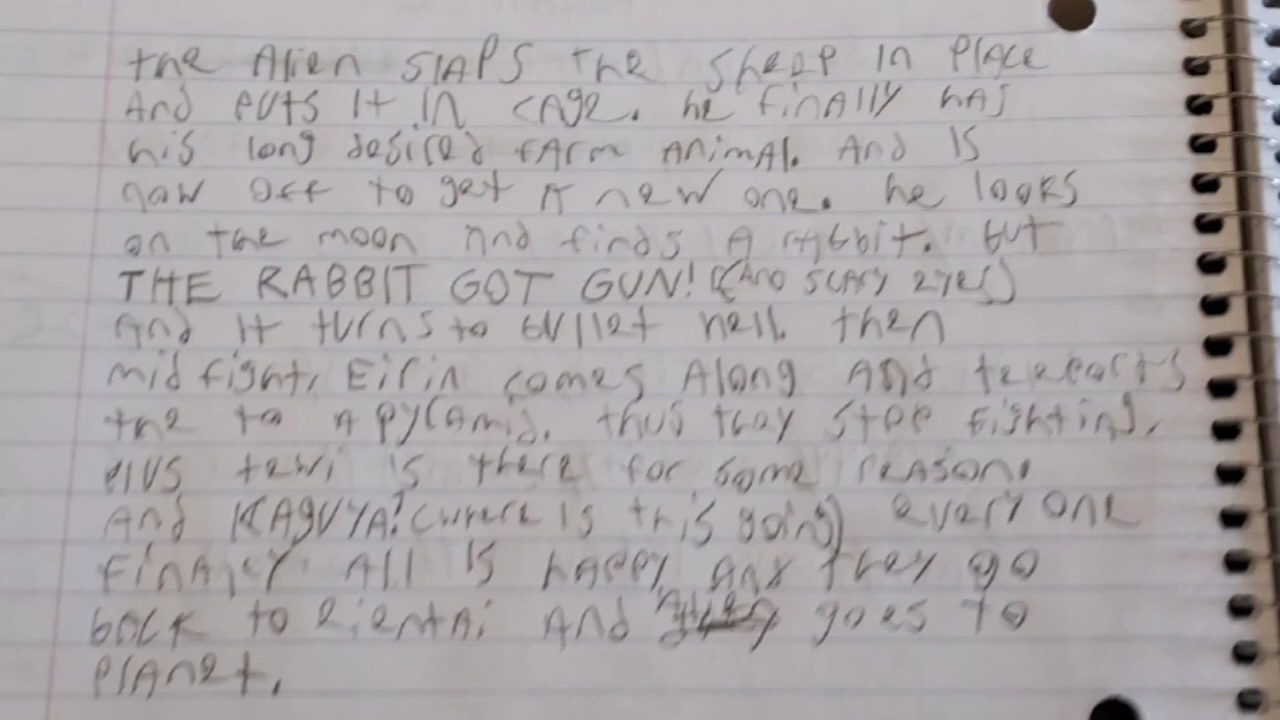 the Alien SlAPS the Sheep in PlAce
And puts it in cAge. he finAlly hAs
his long desired fArm AnimAl. And Is
now off to get A new one. he looks
on the moon And finds A rAbbit. but
THE RABBIT GOT GUN! (And scAry eyes)
And it turns to bullet hell. then
mid fight, Eirin comes Along And teleports
the to A pyrAmid. thus they stop fighting.
plus tewi is there for some reason.
And KAguyA! (where is this going) everyone
finAlly All is hAppy And they go
bAck to Eientai And goes to
plAnet.